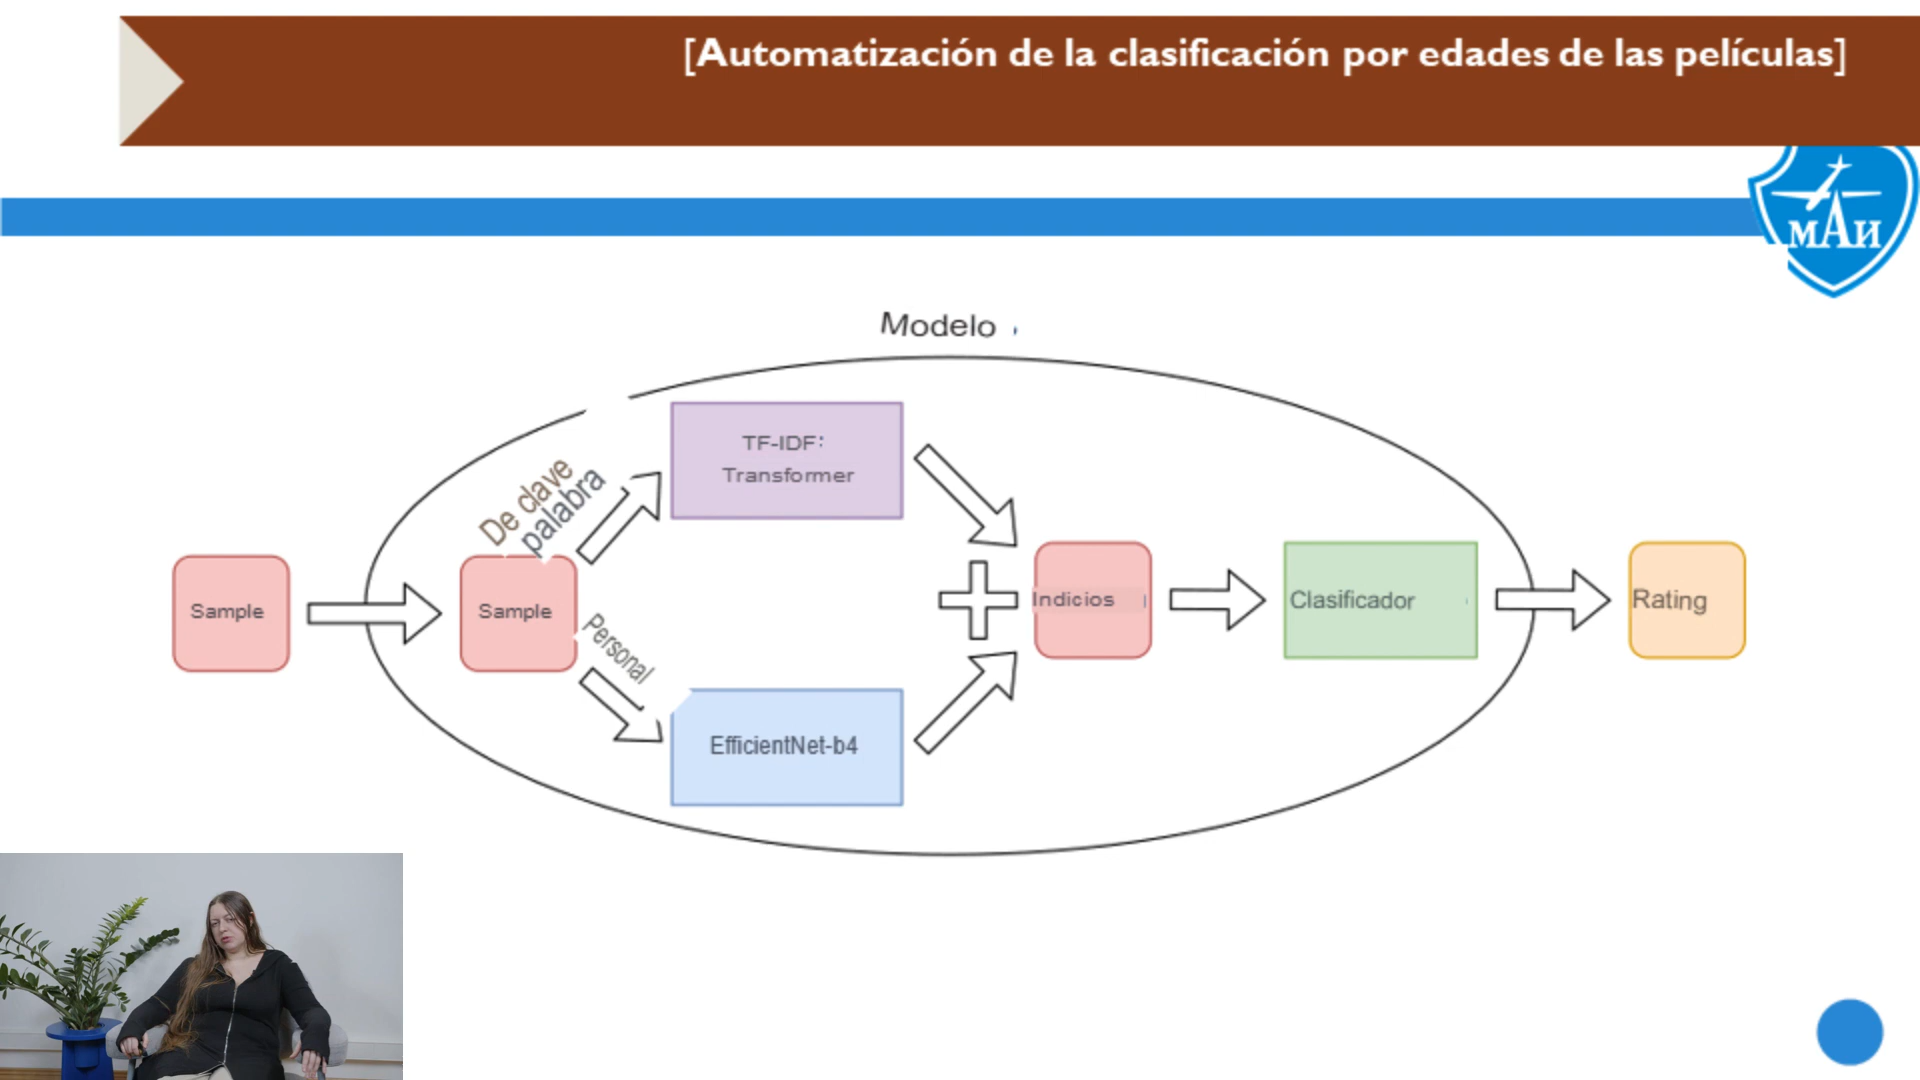 [Automatización de la clasificación por edades de las películas]
МАИ
Modelo
TF-IDF:
Transformer
De clave
palabra
Sample
Sample
Personal
Indicios
Clasificador
Rating
EfficientNet-b4